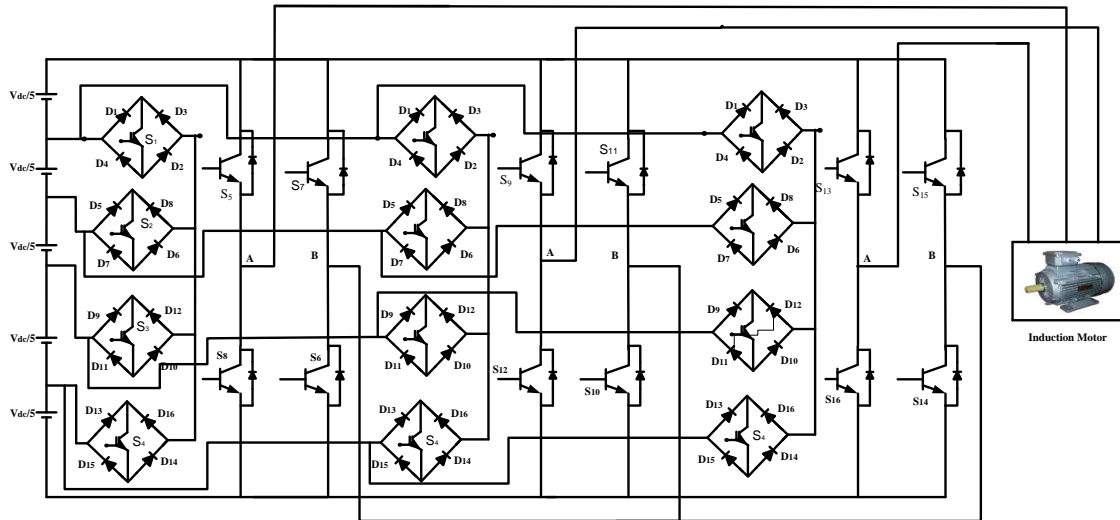 Vdc/5
Vdc/5
Vdc/5
Vdc/5
Vdc/5
D1
D3
S1
D4
D2
D5
D8
S2
D7
D6
D9
D12
S3
D11
D10
D13
D16
S4
D15
D14
S5
S7
A
B
S8
S6
D1
D3
D4
D2
D5
D8
D7
D6
D9
D12
D11
D10
D13
D16
S4
D15
D14
S9
S11
A
B
S12
S10
D1
D3
D4
D2
D5
D8
D7
D6
D9
D12
D11
D10
D13
D16
S4
D15
D14
S13
S15
A
B
S16
S14
Induction Motor